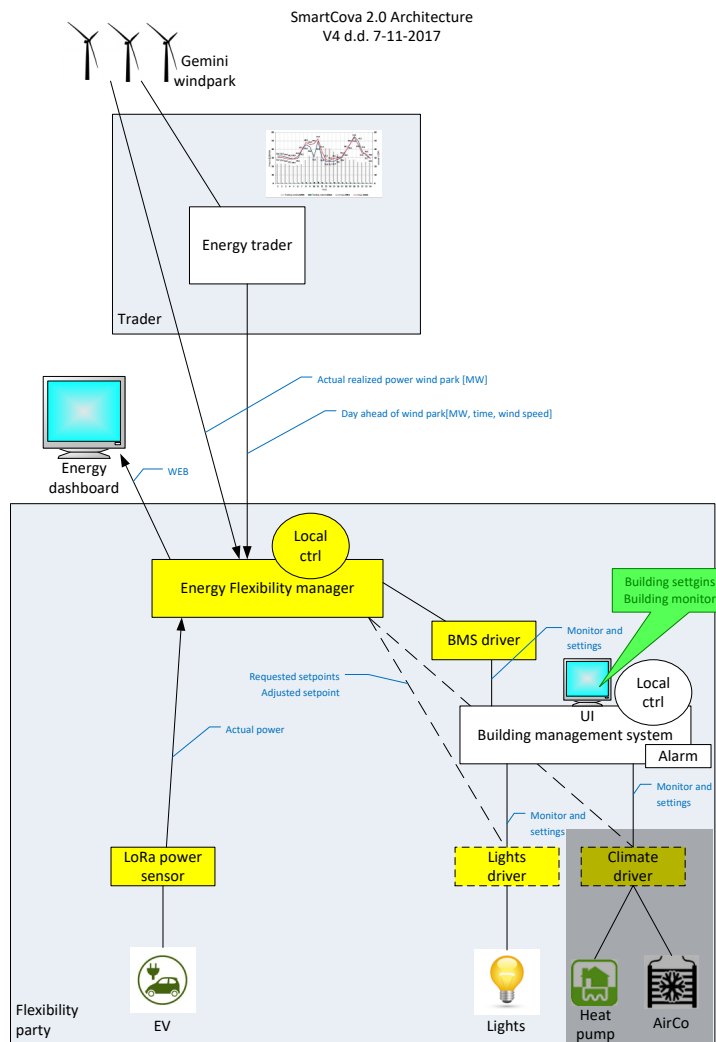 SmartCova 2.0 Architecture
V4 d.d. 7-11-2017
Gemini
windpark
Energy trader
Trader
Actual realized power wind park [MW]
Day ahead of wind park[MW, time, wind speed]
Energy
dashboard
WEB
Local
ctrl
Energy Flexibility manager
Building settgins
Building monitor
BMS driver
Monitor and
settings
Requested setpoints
Adjusted setpoint
Local
ctrl
UI
Building management system
Alarm
Actual power
Monitor and
settings
Monitor and
settings
LoRa power
sensor
Lights
driver
Climate
driver
EV
Lights
Heat
pump
AirCo
Flexibility
party